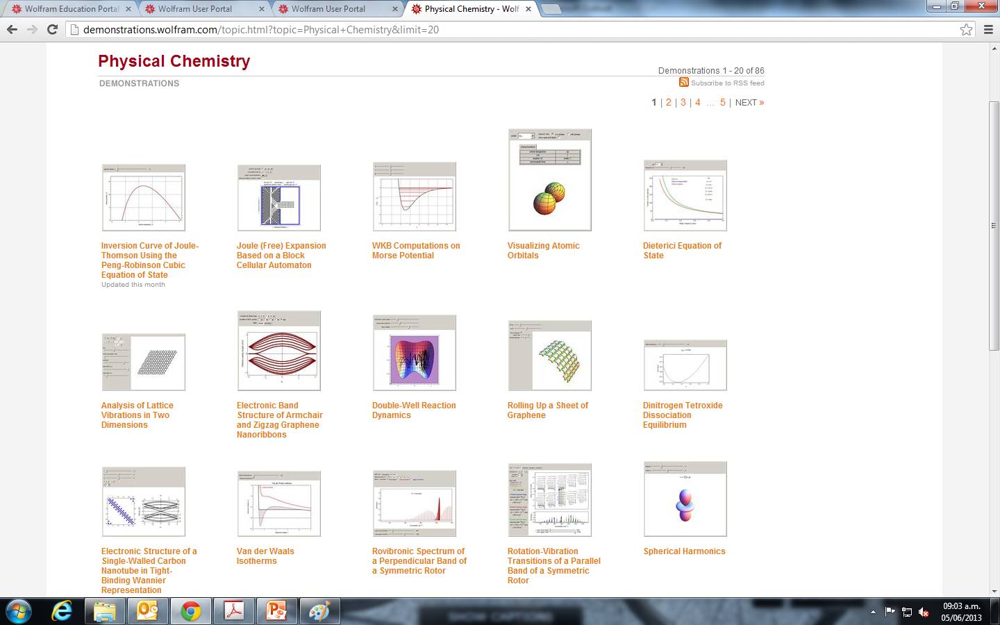 Wolfram Education Portal
Wolfram User Portal
Wolfram User Portal
Physical Chemistry - Wolf
demonstrations.wolfram.com/topic.html?topic=Physical+Chemistry&limit=20
Physical Chemistry
Demonstrations 1 - 20 of 86
DEMONSTRATIONS
Subscribe to RSS feed
1 | 2 | 3 | 4 ... 5 | NEXT »
Inversion Curve of Joule-
Thomson Using the
Peng-Robinson Cubic
Equation of State
Updated this month
Joule (Free) Expansion
Based on a Block
Cellular Automaton
WKB Computations on
Morse Potential
Visualizing Atomic
Orbitals
Dieterici Equation of
State
Analysis of Lattice
Vibrations in Two
Dimensions
Electronic Band
Structure of Armchair
and Zigzag Graphene
Nanoribbons
Double-Well Reaction
Dynamics
Rolling Up a Sheet of
Graphene
Dinitrogen Tetroxide
Dissociation
Equilibrium
Electronic Structure of a
Single-Walled Carbon
Nanotube in Tight-
Binding Wannier
Representation
Van der Waals
Isotherms
Rovibronic Spectrum of
a Perpendicular Band of
a Symmetric Rotor
Rotation-Vibration
Transitions of a Parallel
Band of a Symmetric
Rotor
Spherical Harmonics
SHOW CAPTIONS
09:03 a.m.
05/06/2013